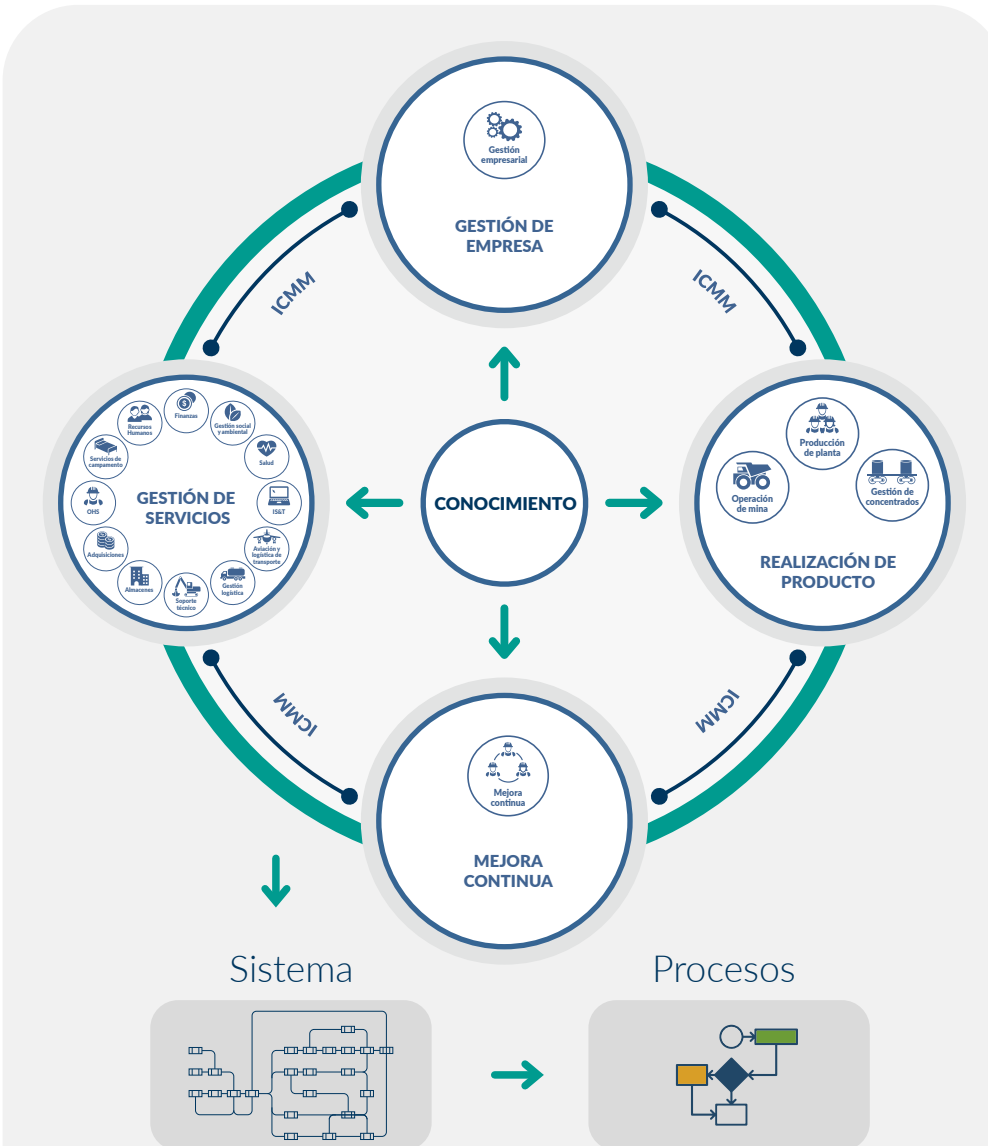 Gestión
empresarial
GESTIÓN DE
EMPRESA
ICMM
ICMM
Finanzas
Recursos
Humanos
Gestión social
y ambiental
Servicios de
campamento
Salud
OHS
GESTIÓN DE
SERVICIOS
IS&T
Adquisiciones
Aviación y
logística de
transporte
Almacenes
Soporte
técnico
Gestión
logística
CONOCIMIENTO
Producción
de planta
Operación
de mina
Gestión de
concentrados
REALIZACIÓN DE
PRODUCTO
ICMM
ICMM
Mejora
continua
MEJORA
CONTINUA
Sistema
Procesos